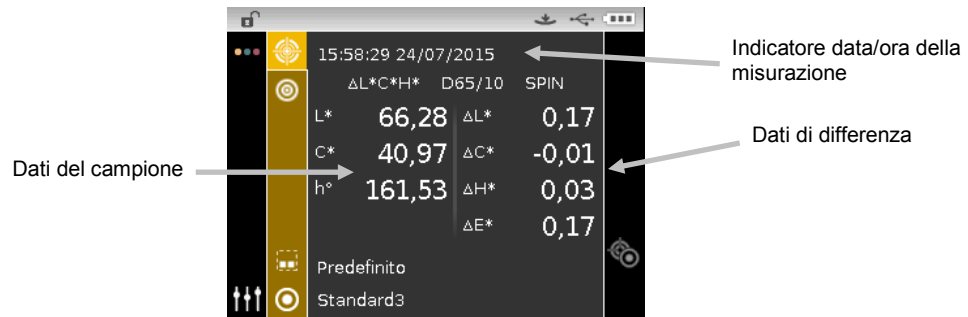 15:58:29 24/07/2015
Indicatore data/ora della
misurazione
ΔL*C*H* D65/10 SPIN
L* 66,28 ΔL* 0,17
Dati di differenza
C* 40,97 ΔC* -0,01
Dati del campione
h° 161,53 ΔH* 0,03
ΔE* 0,17
Predefinito
Standard3